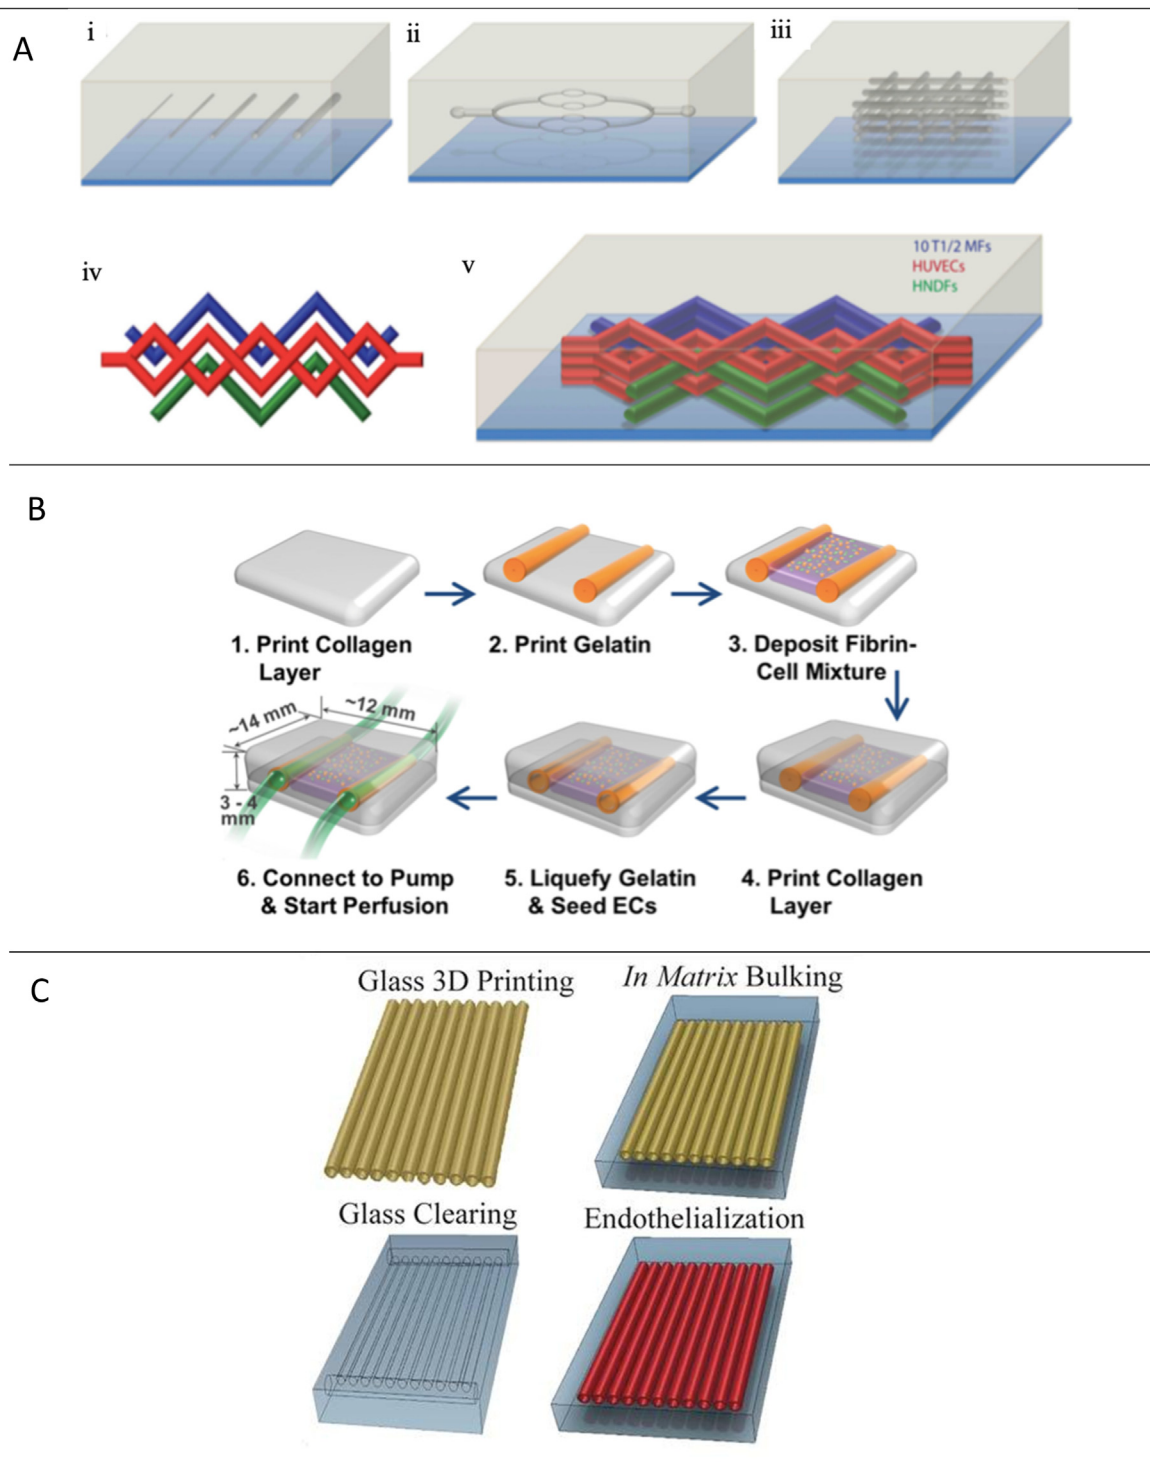 A
i
ii
iii
iv
v
10 T1/2 MFs
HUVECs
HNDFs
B
1. Print Collagen
Layer
2. Print Gelatin
3. Deposit Fibrin-
Cell Mixture
~14 mm
~12 mm
3 - 4
mm
6. Connect to Pump
& Start Perfusion
5. Liquefy Gelatin
& Seed ECs
4. Print Collagen
Layer
C
Glass 3D Printing
In Matrix Bulking
Glass Clearing
Endothelialization